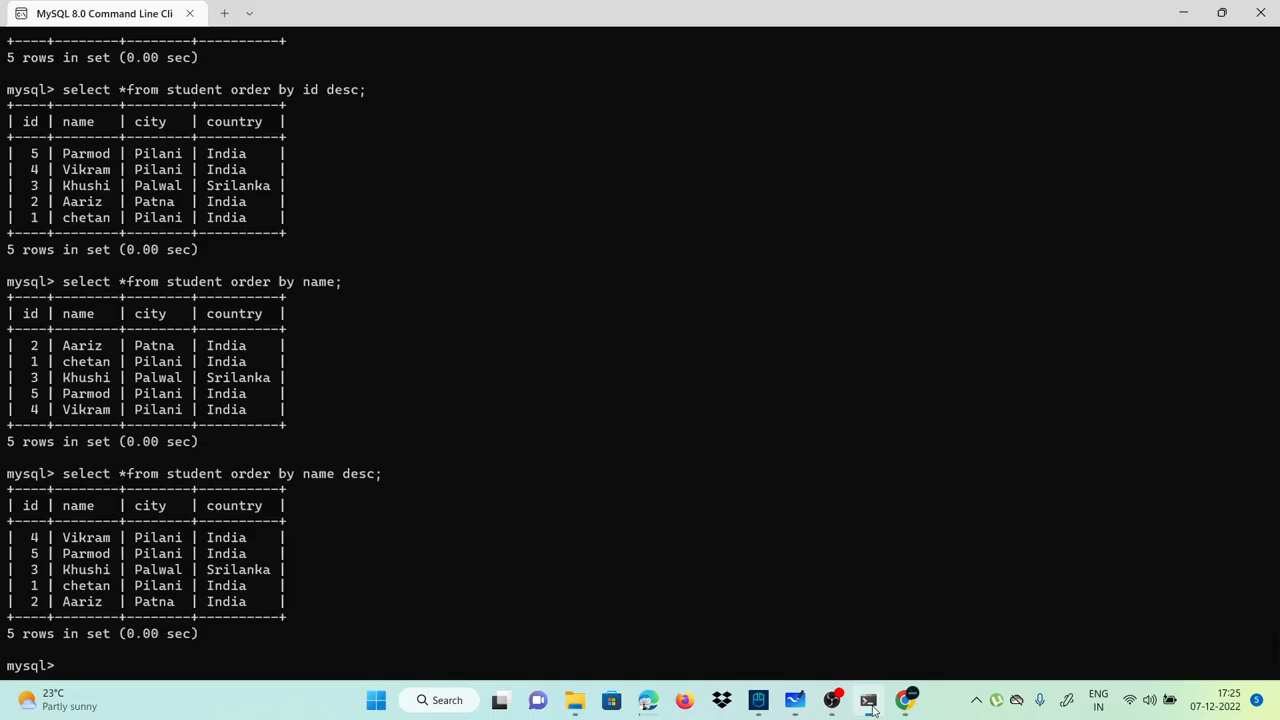 MySQL 8.0 Command Line Cli
+----+--------+--------+----------+
5 rows in set (0.00 sec)
mysql> select *from student order by id desc;
+----+--------+--------+----------+
| id | name   | city   | country  |
+----+--------+--------+----------+
|  5 | Parmod | Pilani | India    |
|  4 | Vikram | Pilani | India    |
|  3 | Khushi | Palwal | Srilanka |
|  2 | Aariz  | Patna  | India    |
|  1 | chetan | Pilani | India    |
+----+--------+--------+----------+
5 rows in set (0.00 sec)
mysql> select *from student order by name;
+----+--------+--------+----------+
| id | name   | city   | country  |
+----+--------+--------+----------+
|  2 | Aariz  | Patna  | India    |
|  1 | chetan | Pilani | India    |
|  3 | Khushi | Palwal | Srilanka |
|  5 | Parmod | Pilani | India    |
|  4 | Vikram | Pilani | India    |
+----+--------+--------+----------+
5 rows in set (0.00 sec)
mysql> select *from student order by name desc;
+----+--------+--------+----------+
| id | name   | city   | country  |
+----+--------+--------+----------+
|  4 | Vikram | Pilani | India    |
|  5 | Parmod | Pilani | India    |
|  3 | Khushi | Palwal | Srilanka |
|  1 | chetan | Pilani | India    |
|  2 | Aariz  | Patna  | India    |
+----+--------+--------+----------+
5 rows in set (0.00 sec)
mysql>
23°C
Partly sunny
Search
ENG
IN
17:25
07-12-2022
5